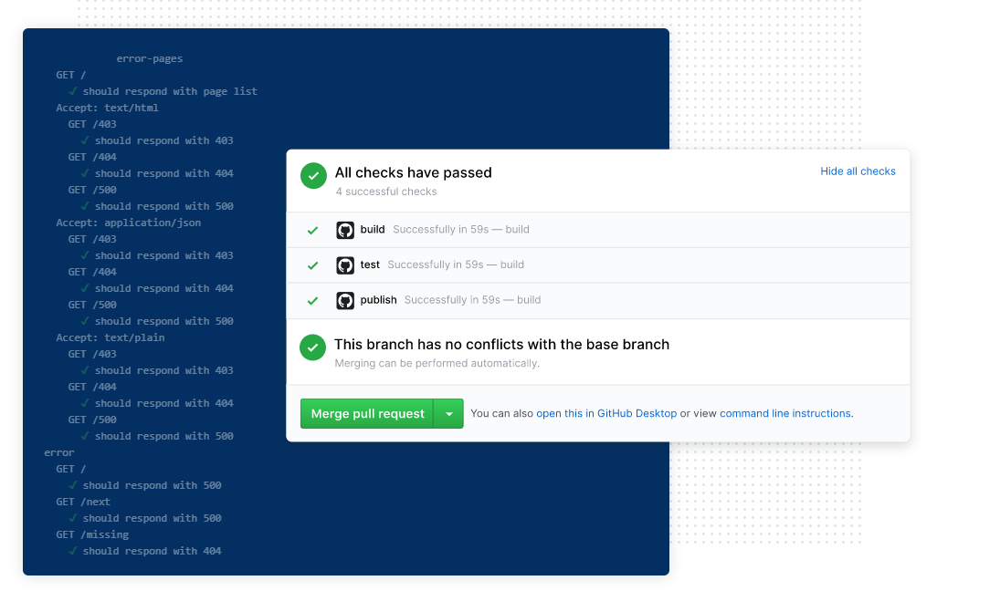 error-pages
GET /
✓ should respond with page list
Accept: text/html
GET /403
✓ should respond with 403
GET /404
✓ should respond with 404
GET /500
✓ should respond with 500
Accept: application/json
GET /403
✓ should respond with 403
GET /404
✓ should respond with 404
GET /500
✓ should respond with 500
Accept: text/plain
GET /403
✓ should respond with 403
GET /404
✓ should respond with 404
GET /500
✓ should respond with 500
error
GET /
✓ should respond with 500
GET /next
✓ should respond with 500
GET /missing
✓ should respond with 404
All checks have passed
Hide all checks
4 successful checks
build Successfully in 59s — build
test Successfully in 59s — build
publish Successfully in 59s — build
This branch has no conflicts with the base branch
Merging can be performed automatically.
Merge pull request You can also open this in GitHub Desktop or view command line instructions.